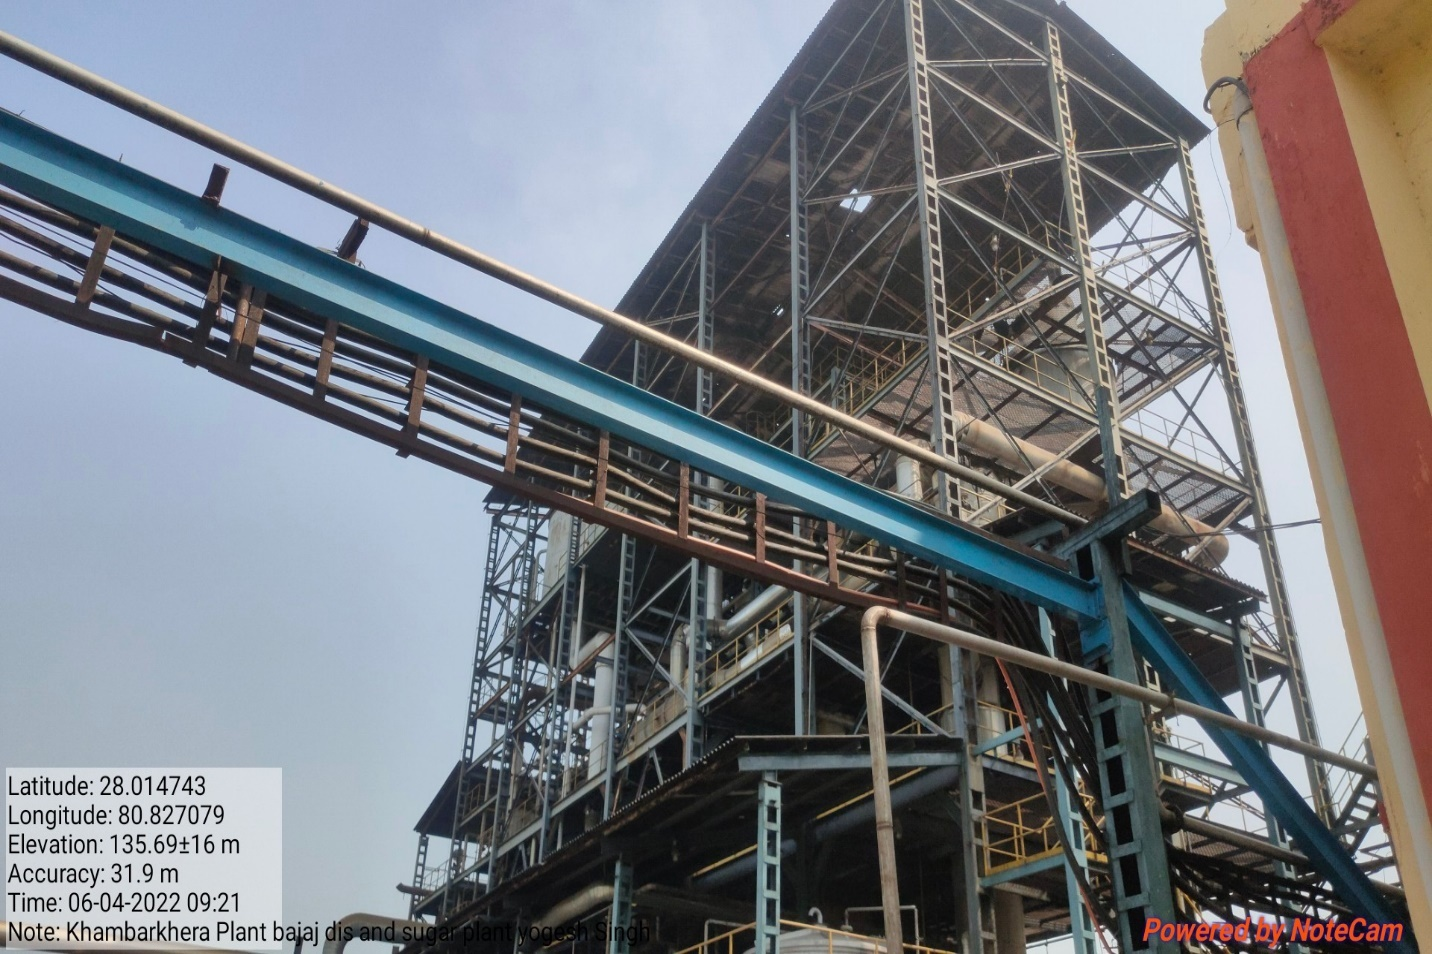 Latitude: 28.014743
Longitude: 80.827079
Elevation: 135.69±16 m
Accuracy: 31.9 m
Time: 06-04-2022 09:21
Note: Khambarkhera Plant bajaj dis and sugar plant yogesh Singh
Powered by NoteCam